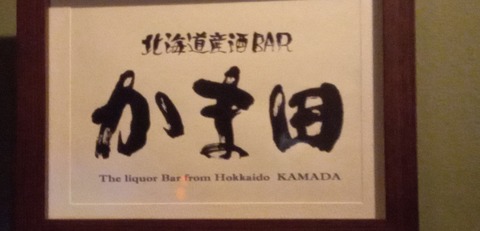 北海道産酒BAR
かま田
The liquor Bar from Hokkaido KAMADA